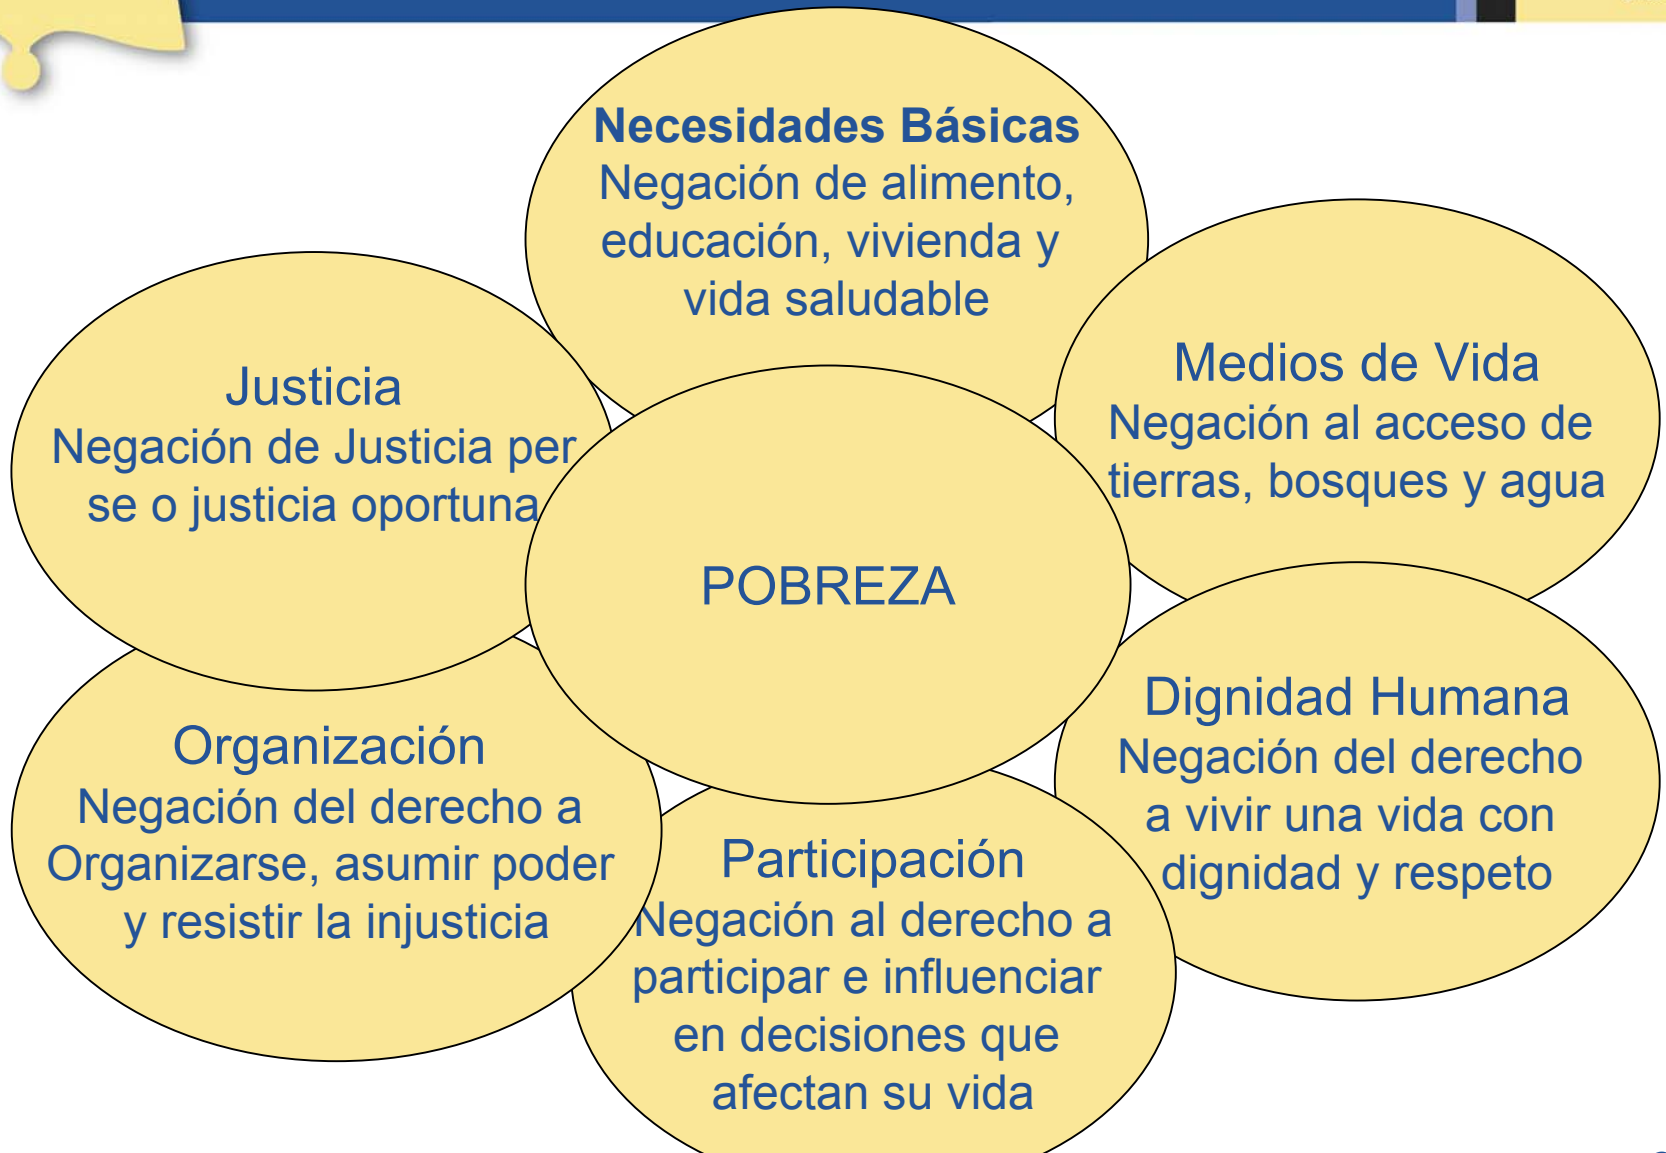 Necesidades Básicas
Negación de alimento,
educación, vivienda y
vida saludable
Medios de Vida
Negación al acceso de
tierras, bosques y agua
Justicia
Negación de Justicia per
se o justicia oportuna
POBREZA
Dignidad Humana
Negación del derecho
a vivir una vida con
dignidad y respeto
Organización
Negación del derecho a
Organizarse, asumir poder
y resistir la injusticia
Participación
Negación al derecho a
participar e influenciar
en decisiones que
afectan su vida